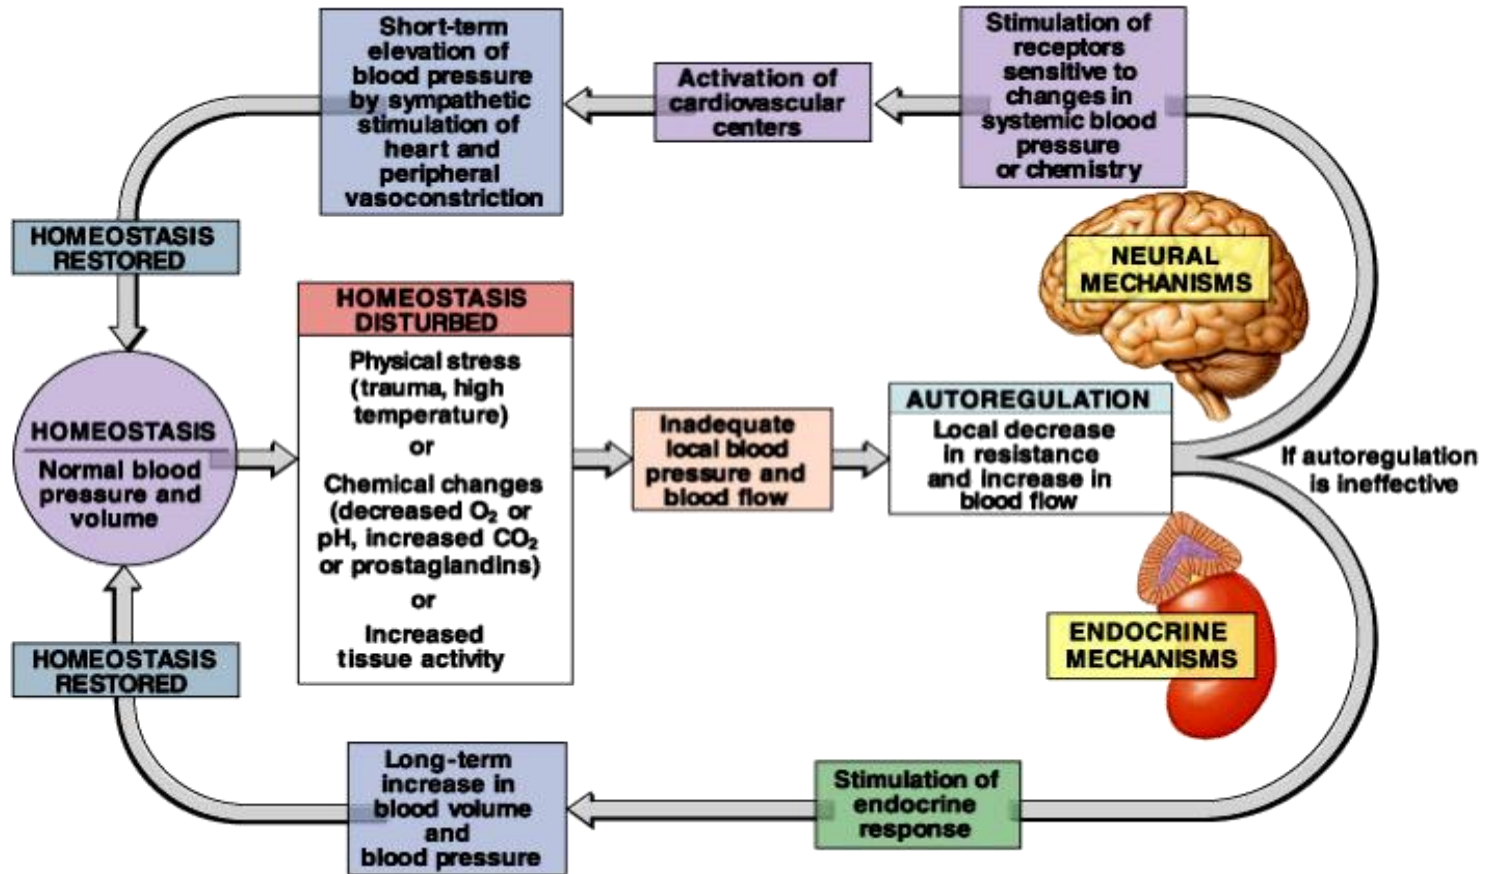 Short-term
elevation of
blood pressure
by sympathetic
stimulation of
heart and
peripheral
vasoconstriction
Activation of
cardiovascular
centers
Stimulation of
receptors
sensitive to
changes in
systemic blood
pressure
or chemistry
HOMEOSTASIS
RESTORED
NEURAL
MECHANISMS
HOMEOSTASIS
Normal blood
pressure and
volume
HOMEOSTASIS
DISTURBED
Physical stress
(trauma, high
temperature)
or
Chemical changes
(decreased O₂ or
pH, increased CO₂
or prostaglandins)
or
Increased
tissue activity
Inadequate
local blood
pressure and
blood flow
AUTOREGULATION
Local decrease
in resistance
and increase in
blood flow
If autoregulation
is ineffective
ENDOCRINE
MECHANISMS
HOMEOSTASIS
RESTORED
Long-term
increase in
blood volume
and
blood pressure
Stimulation of
endocrine
response